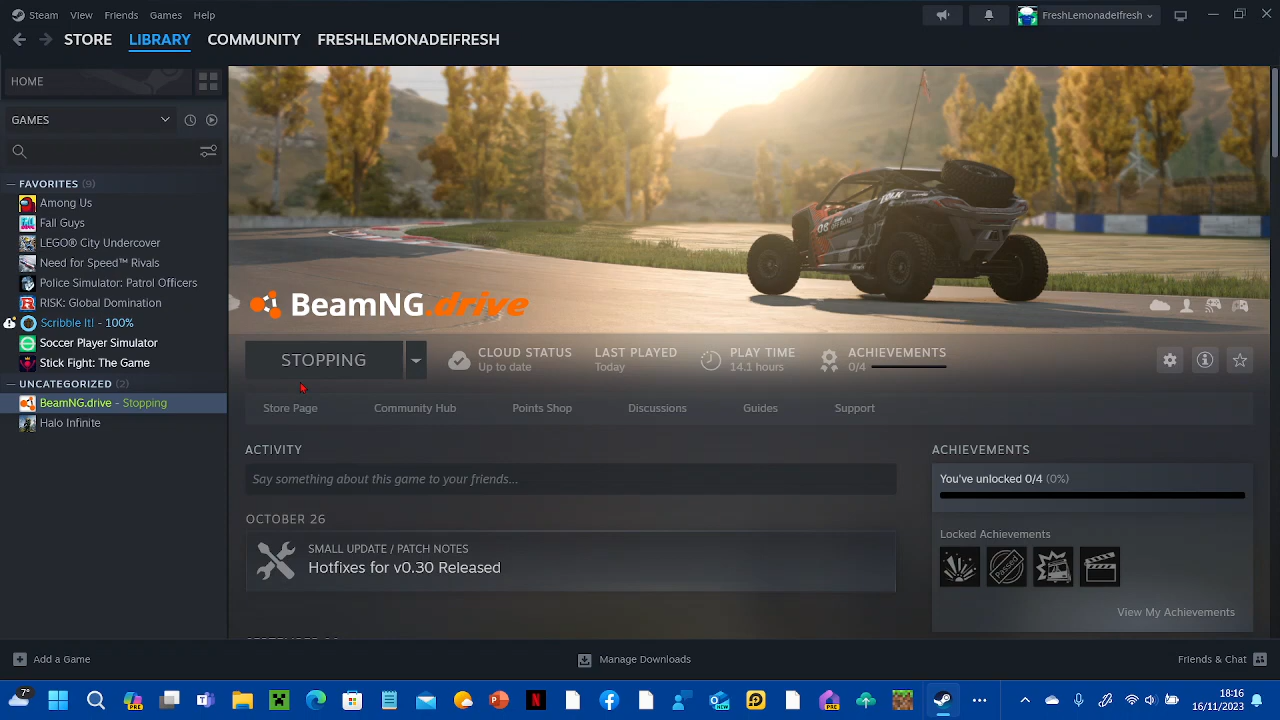 Steam View Friends Games Help FreshLemonadeIfresh
STORE LIBRARY COMMUNITY FRESHLEMONADEIFRESH
HOME
GAMES
FAVORITES (9)
Among Us
Fall Guys
LEGO® City Undercover
Need for Speed™ Rivals
Police Simulator: Patrol Officers
RISK: Global Domination
Scribble It! - 100%
Soccer Player Simulator
Stick Fight: The Game
UNCATEGORIZED (2)
BeamNG.drive - Stopping
Halo Infinite
BeamNG.drive
STOPPING
CLOUD STATUS
Up to date
LAST PLAYED
Today
PLAY TIME
14.1 hours
ACHIEVEMENTS
0/4
Store Page Community Hub Points Shop Discussions Guides Support
ACTIVITY
Say something about this game to your friends...
OCTOBER 26
SMALL UPDATE / PATCH NOTES
Hotfixes for v0.30 Released
ACHIEVEMENTS
You've unlocked 0/4 (0%)
Locked Achievements
Passed
View My Achievements
Add a Game Manage Downloads Friends & Chat
7°
PRE
NEW
PRE
18:16
16/11/2023